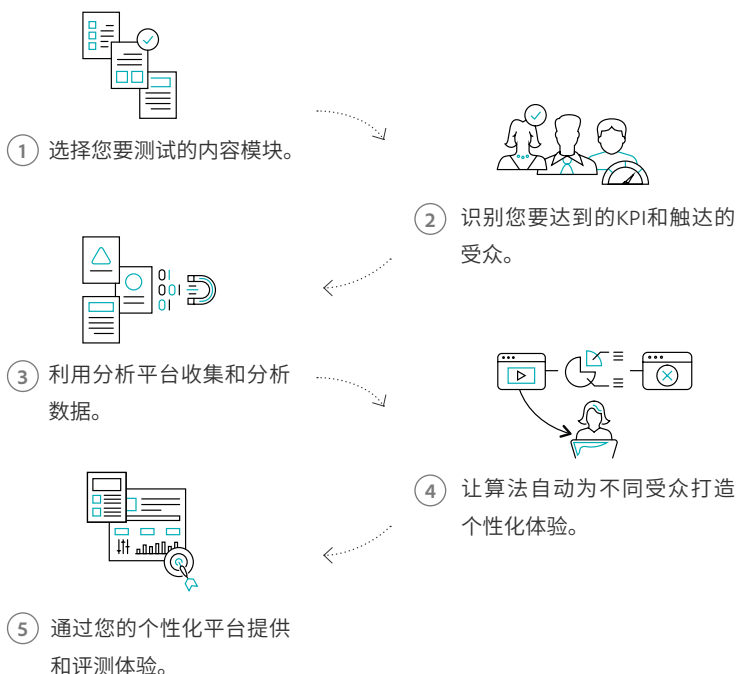 1 选择您要测试的内容模块。
2 识别您要达到的KPI和触达的
受众。
01
001
01
3 利用分析平台收集和分析
数据。
4 让算法自动为不同受众打造
个性化体验。
5 通过您的个性化平台提供
和评测体验。